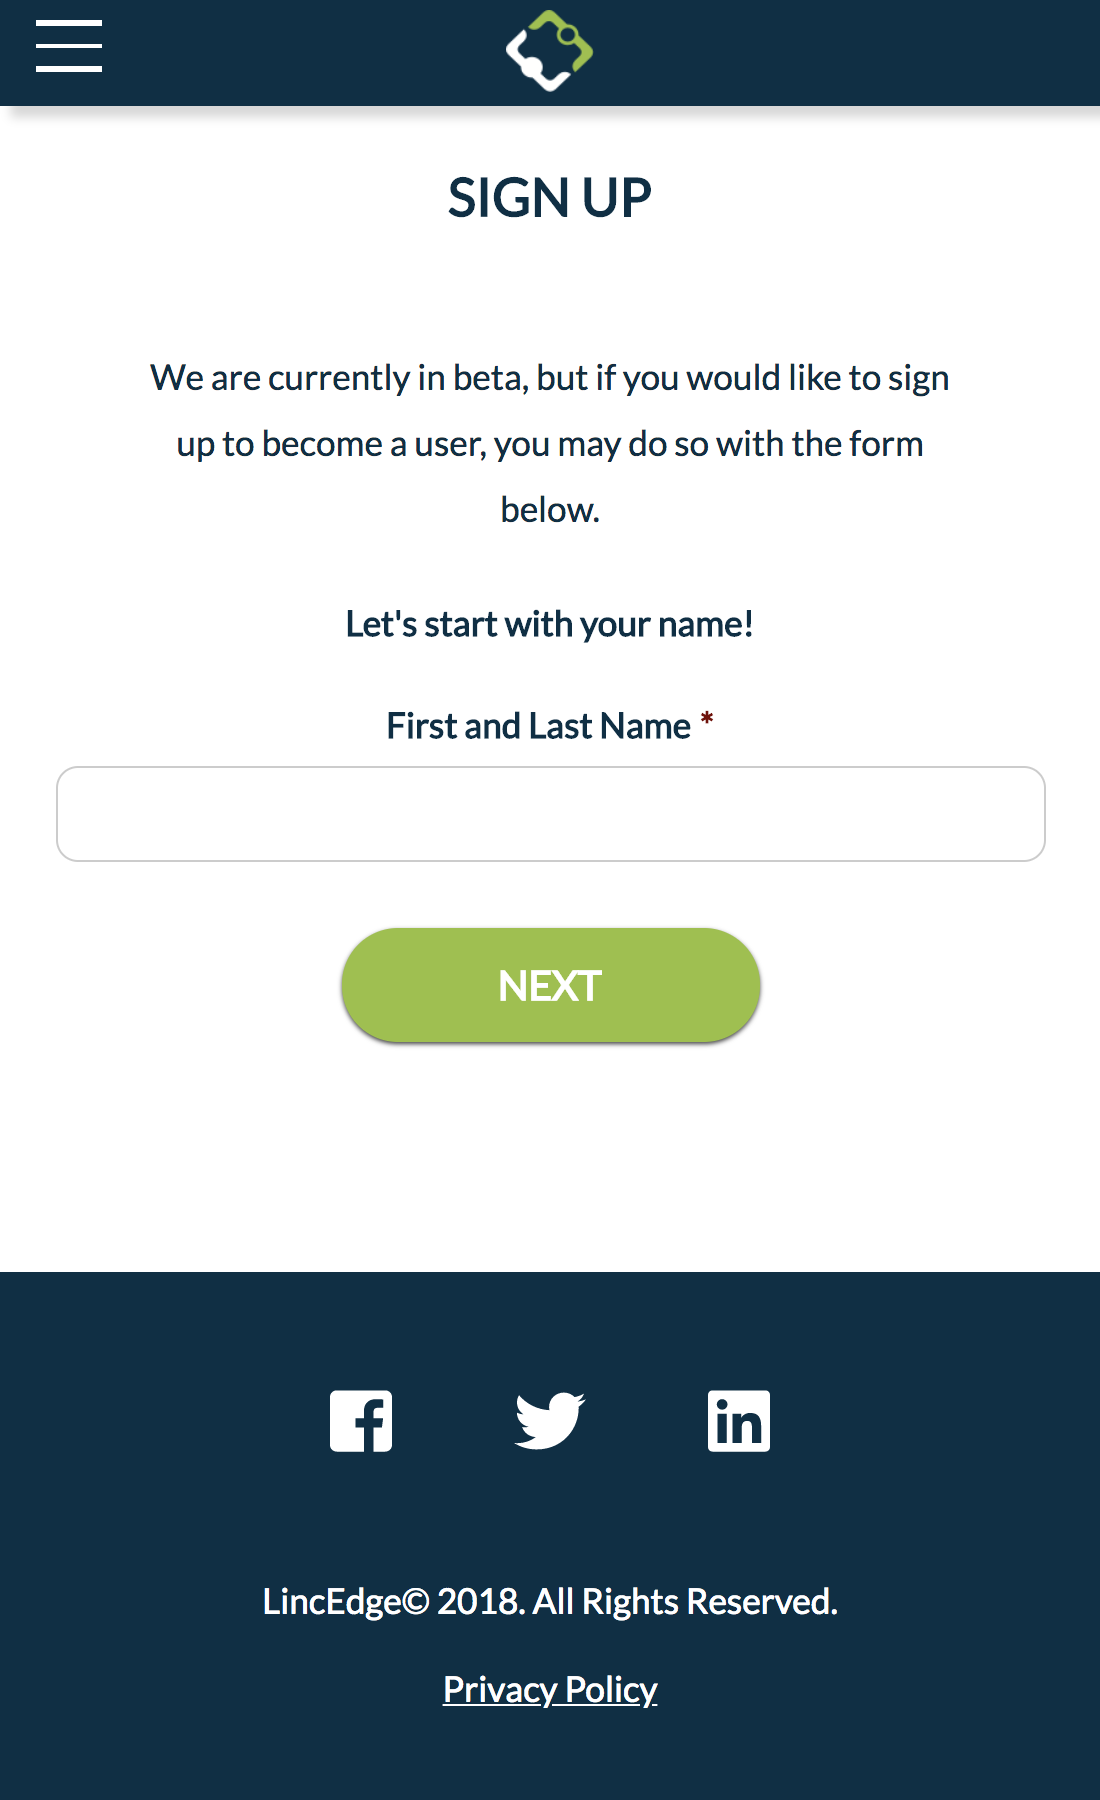 SIGN UP
We are currently in beta, but if you would like to sign
up to become a user, you may do so with the form
below.
Let's start with your name!
First and Last Name *
NEXT
LincEdge© 2018. All Rights Reserved.
Privacy Policy